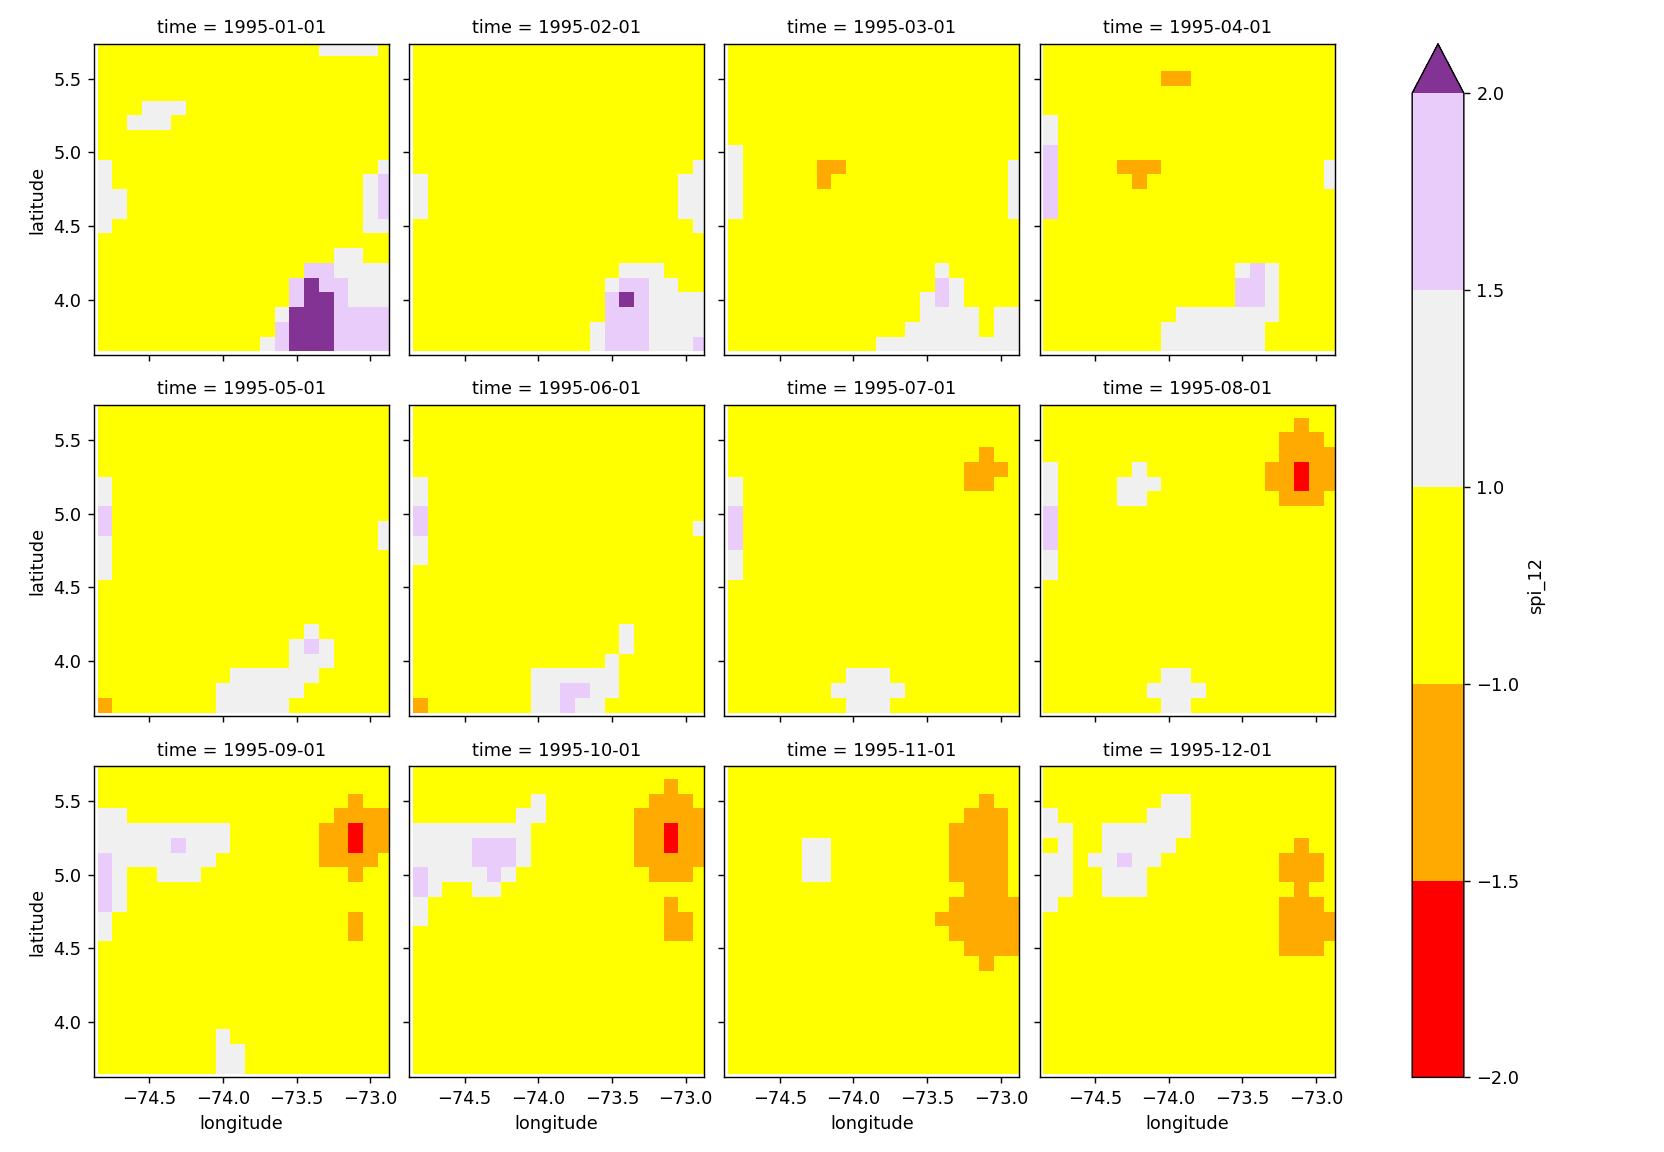 time = 1995-01-01
time = 1995-02-01
time = 1995-03-01
time = 1995-04-01
latitude
5.5
5.0
4.5
4.0
time = 1995-05-01
time = 1995-06-01
time = 1995-07-01
time = 1995-08-01
latitude
5.5
5.0
4.5
4.0
time = 1995-09-01
time = 1995-10-01
time = 1995-11-01
time = 1995-12-01
latitude
5.5
5.0
4.5
4.0
−74.5 −74.0 −73.5 −73.0
longitude
−74.5 −74.0 −73.5 −73.0
longitude
−74.5 −74.0 −73.5 −73.0
longitude
−74.5 −74.0 −73.5 −73.0
longitude
2.0
1.5
1.0
−1.0
−1.5
−2.0
spi_12